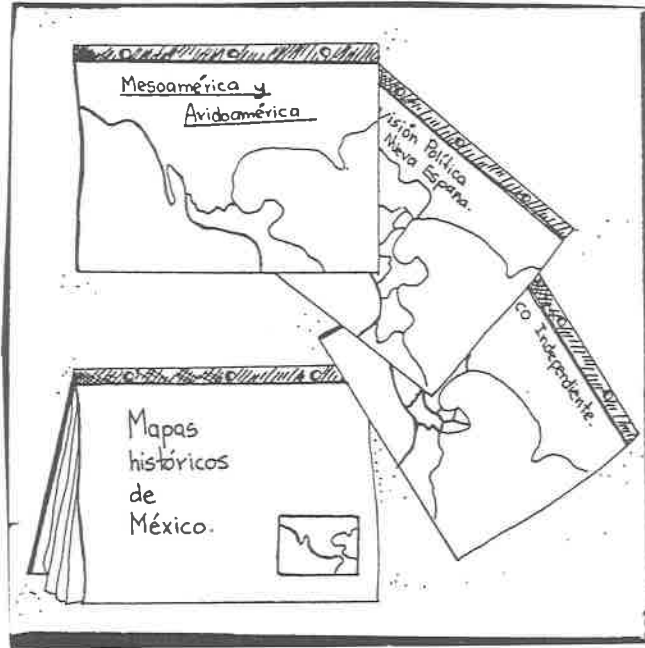 Mesoamérica y
Aridoamérica
visión Política
Nueva España.
co Independiente.
Mapas
históricos
de
México.